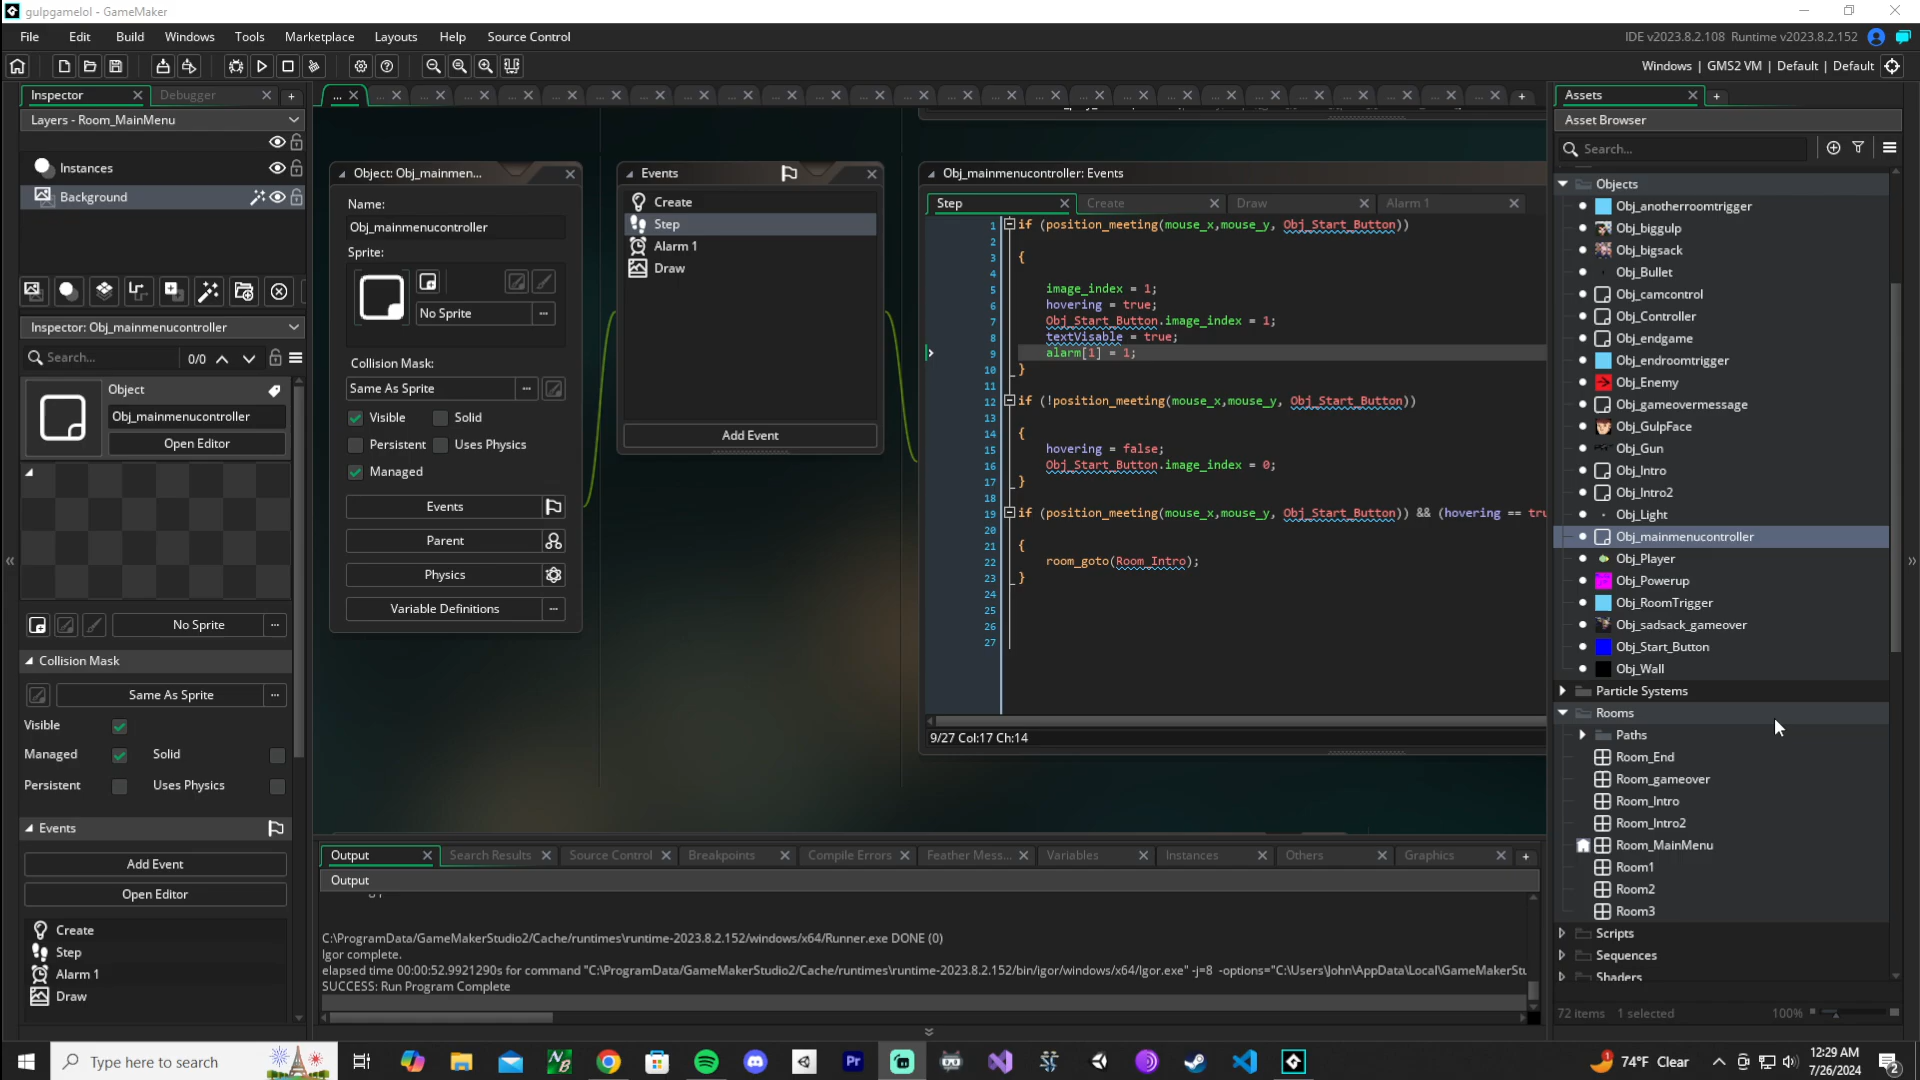 gulpgamelol - GameMaker
File Edit Build Windows Tools Marketplace Layouts Help Source Control
IDE v2023.8.2.108 Runtime v2023.8.2.152
Windows | GMS2 VM | Default | Default
Inspector
Debugger
Layers - Room_MainMenu
Instances
Background
Inspector: Obj_mainmenucontroller
Search...
0/0
Object
Obj_mainmenucontroller
Open Editor
No Sprite
Collision Mask
Same As Sprite
Visible
Managed Solid
Persistent Uses Physics
Events
Add Event
Open Editor
Create
Step
Alarm 1
Draw
Object: Obj_mainmen...
Name:
Obj_mainmenucontroller
Sprite:
No Sprite
Collision Mask:
Same As Sprite
Visible Solid
Persistent Uses Physics
Managed
Events
Parent
Physics
Variable Definitions
Events
Create
Step
Alarm 1
Draw
Add Event
Obj_mainmenucontroller: Events
Step Create Draw Alarm 1
1 if (position_meeting(mouse_x,mouse_y, Obj_Start_Button))
2
3 {
4
5 image_index = 1;
6 hovering = true;
7 Obj_Start_Button.image_index = 1;
8 textVisable = true;
9 alarm[1] = 1;
10 }
11
12 if (!position_meeting(mouse_x,mouse_y, Obj_Start_Button))
13
14 {
15 hovering = false;
16 Obj_Start_Button.image_index = 0;
17 }
18
19 if (position_meeting(mouse_x,mouse_y, Obj_Start_Button)) && (hovering == tru
20
21 {
22 room_goto(Room_Intro);
23 }
24
25
26
27
9/27 Col:17 Ch:14
Output Search Results Source Control Breakpoints Compile Errors Feather Mess... Variables Instances Others Graphics
Output
C:\ProgramData/GameMakerStudio2/Cache/runtimes\runtime-2023.8.2.152/windows/x64/Runner.exe DONE (0)
Igor complete.
elapsed time 00:00:52.9921290s for command "C:\ProgramData/GameMakerStudio2/Cache/runtimes\runtime-2023.8.2.152/bin/igor/windows/x64/Igor.exe" -j=8 -options="C:\Users\John\AppData\Local\GameMakerStu
SUCCESS: Run Program Complete
Assets
Asset Browser
Search...
Objects
Obj_anotherroomtrigger
Obj_biggulp
Obj_bigsack
Obj_Bullet
Obj_camcontrol
Obj_Controller
Obj_endgame
Obj_endroomtrigger
Obj_Enemy
Obj_gameovermessage
Obj_GulpFace
Obj_Gun
Obj_Intro
Obj_Intro2
Obj_Light
Obj_mainmenucontroller
Obj_Player
Obj_Powerup
Obj_RoomTrigger
Obj_sadsack_gameover
Obj_Start_Button
Obj_Wall
Particle Systems
Rooms
Paths
Room_End
Room_gameover
Room_Intro
Room_Intro2
Room_MainMenu
Room1
Room2
Room3
Scripts
Sequences
Shaders
72 items 1 selected
100%
Type here to search
74°F Clear
12:29 AM
7/26/2024
2